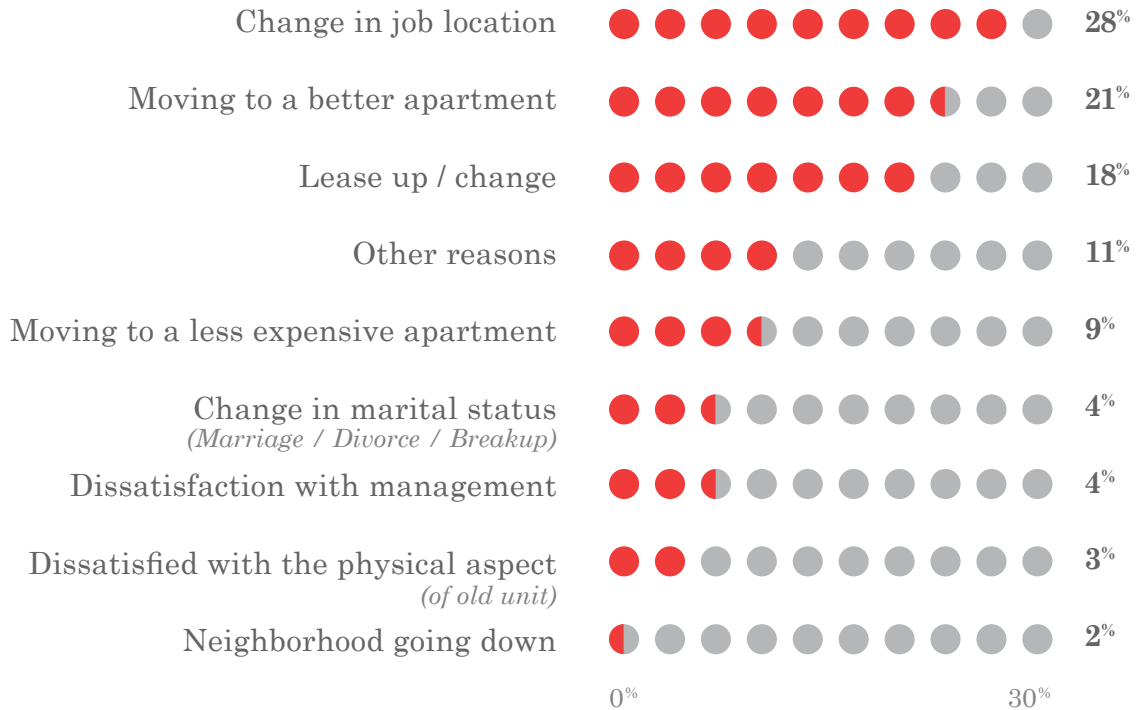 Change in job location 28%
Moving to a better apartment 21%
Lease up / change 18%
Other reasons 11%
Moving to a less expensive apartment 9%
Change in marital status 4%
(Marriage / Divorce / Breakup)
Dissatisfaction with management 4%
Dissatisfied with the physical aspect 3%
(of old unit)
Neighborhood going down 2%
0% 30%